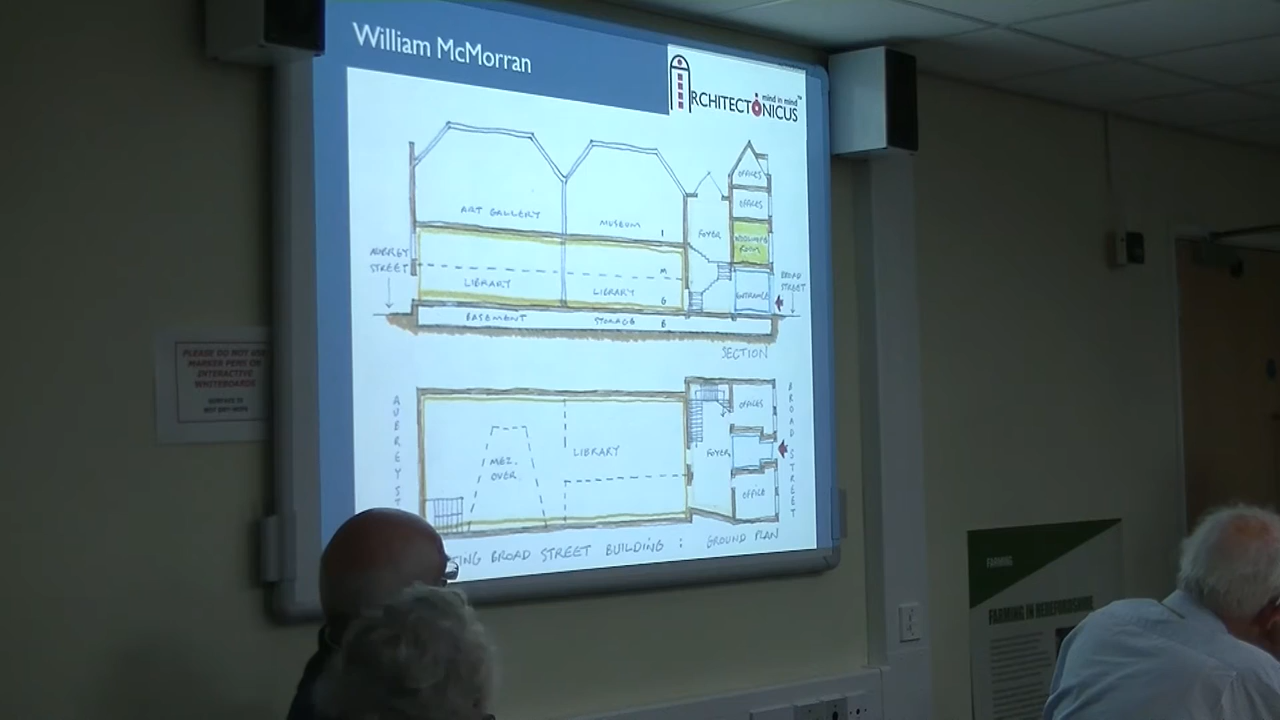 William McMorran
ARCHITECTONICUS
mind in mind™
ART GALLERY
MUSEUM
I
FOYER
OFFICES
OFFICES
ROOM
AUBREY
STREET
LIBRARY
LIBRARY
M
G
ENTRANCE
BROAD
STREET
BASEMENT
STORAGE
B
SECTION
AUBREY ST
MEZ.
OVER
LIBRARY
FOYER
OFFICES
OFFICE
BROAD STREET
TING BROAD STREET BUILDING : GROUND PLAN
PLEASE DO NOT USE
MARKER PENS ON
INTERACTIVE
WHITEBOARDS
FARMING
FARMING IN HEREFORDSHIRE